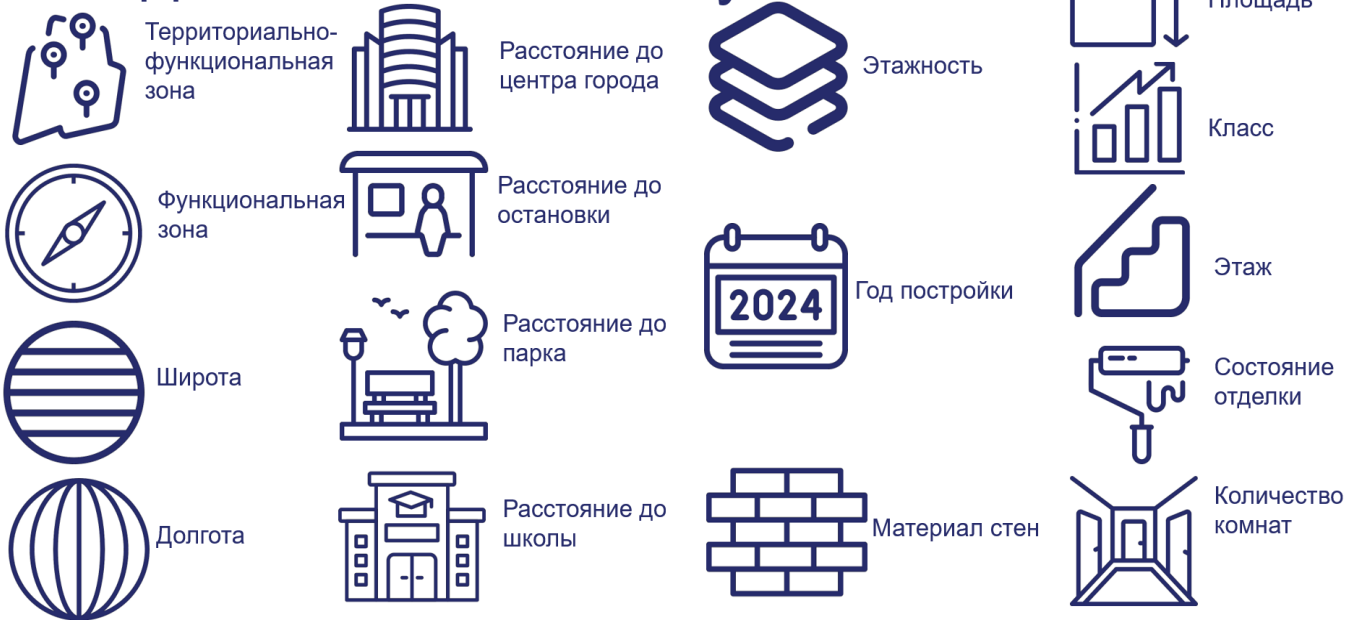 Территориально-
функциональная
зона
Функциональная
зона
Широта
Долгота
Расстояние до
центра города
Расстояние до
остановки
Расстояние до
парка
Расстояние до
школы
Этажность
2024
Год постройки
Материал стен
Площадь
Класс
Этаж
Состояние
отделки
Количество
комнат